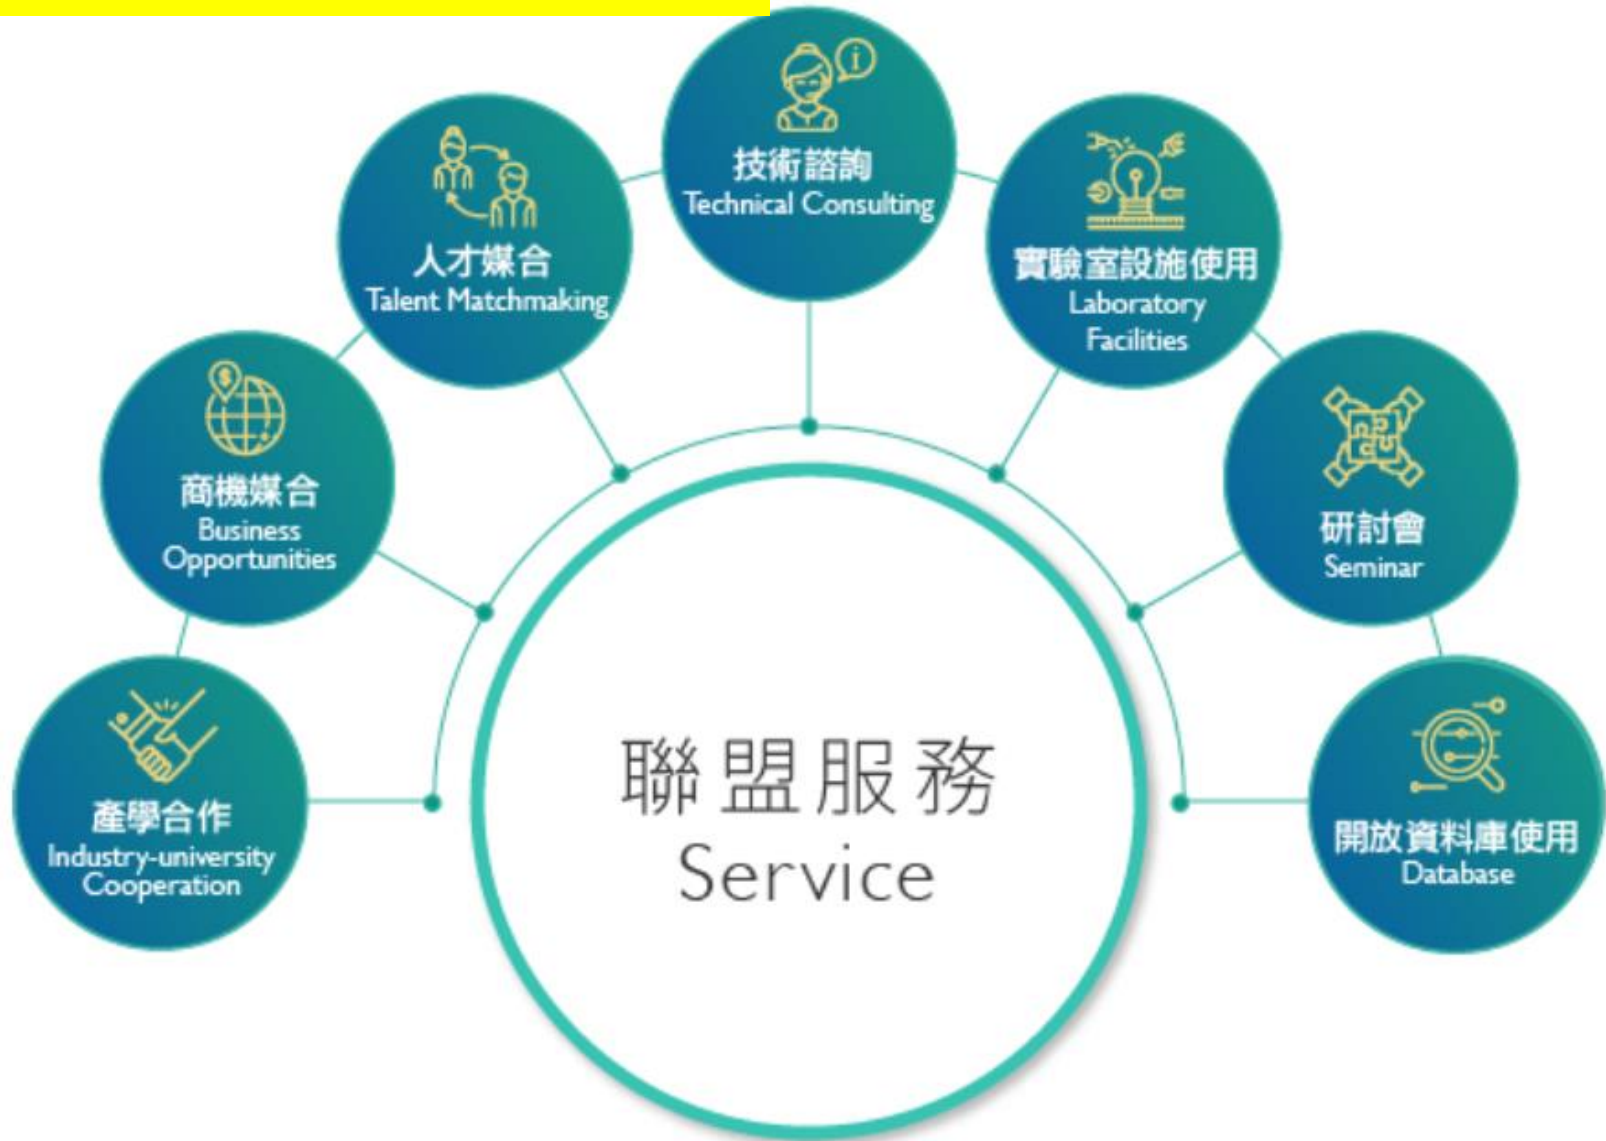 技術諮詢
Technical Consulting
人才媒合
Talent Matchmaking
實驗室設施使用
Laboratory
Facilities
商機媒合
Business
Opportunities
研討會
Seminar
產學合作
Industry-university
Cooperation
開放資料庫使用
Database
聯盟服務
Service